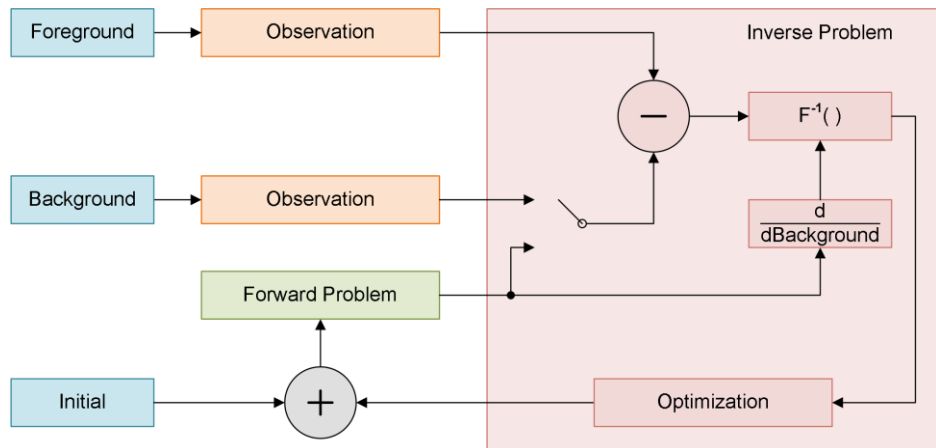 Foreground
Observation
Inverse Problem
−
F⁻¹( )
Background
Observation
d
dBackground
Forward Problem
Initial
+
Optimization